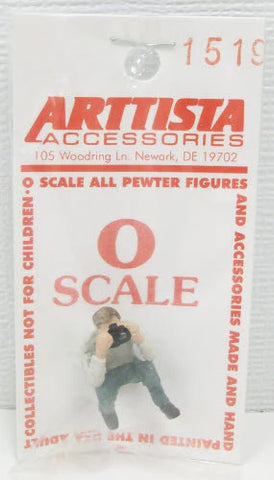 1519
ARTTISTA
ACCESSORIES
105 Woodring Ln. Newark, DE 19702
O SCALE ALL PEWTER FIGURES
AND ACCESSORIES MADE AND HAND
PAINTED IN THE USA ADULT
COLLECTIBLES NOT FOR CHILDREN·
O
SCALE